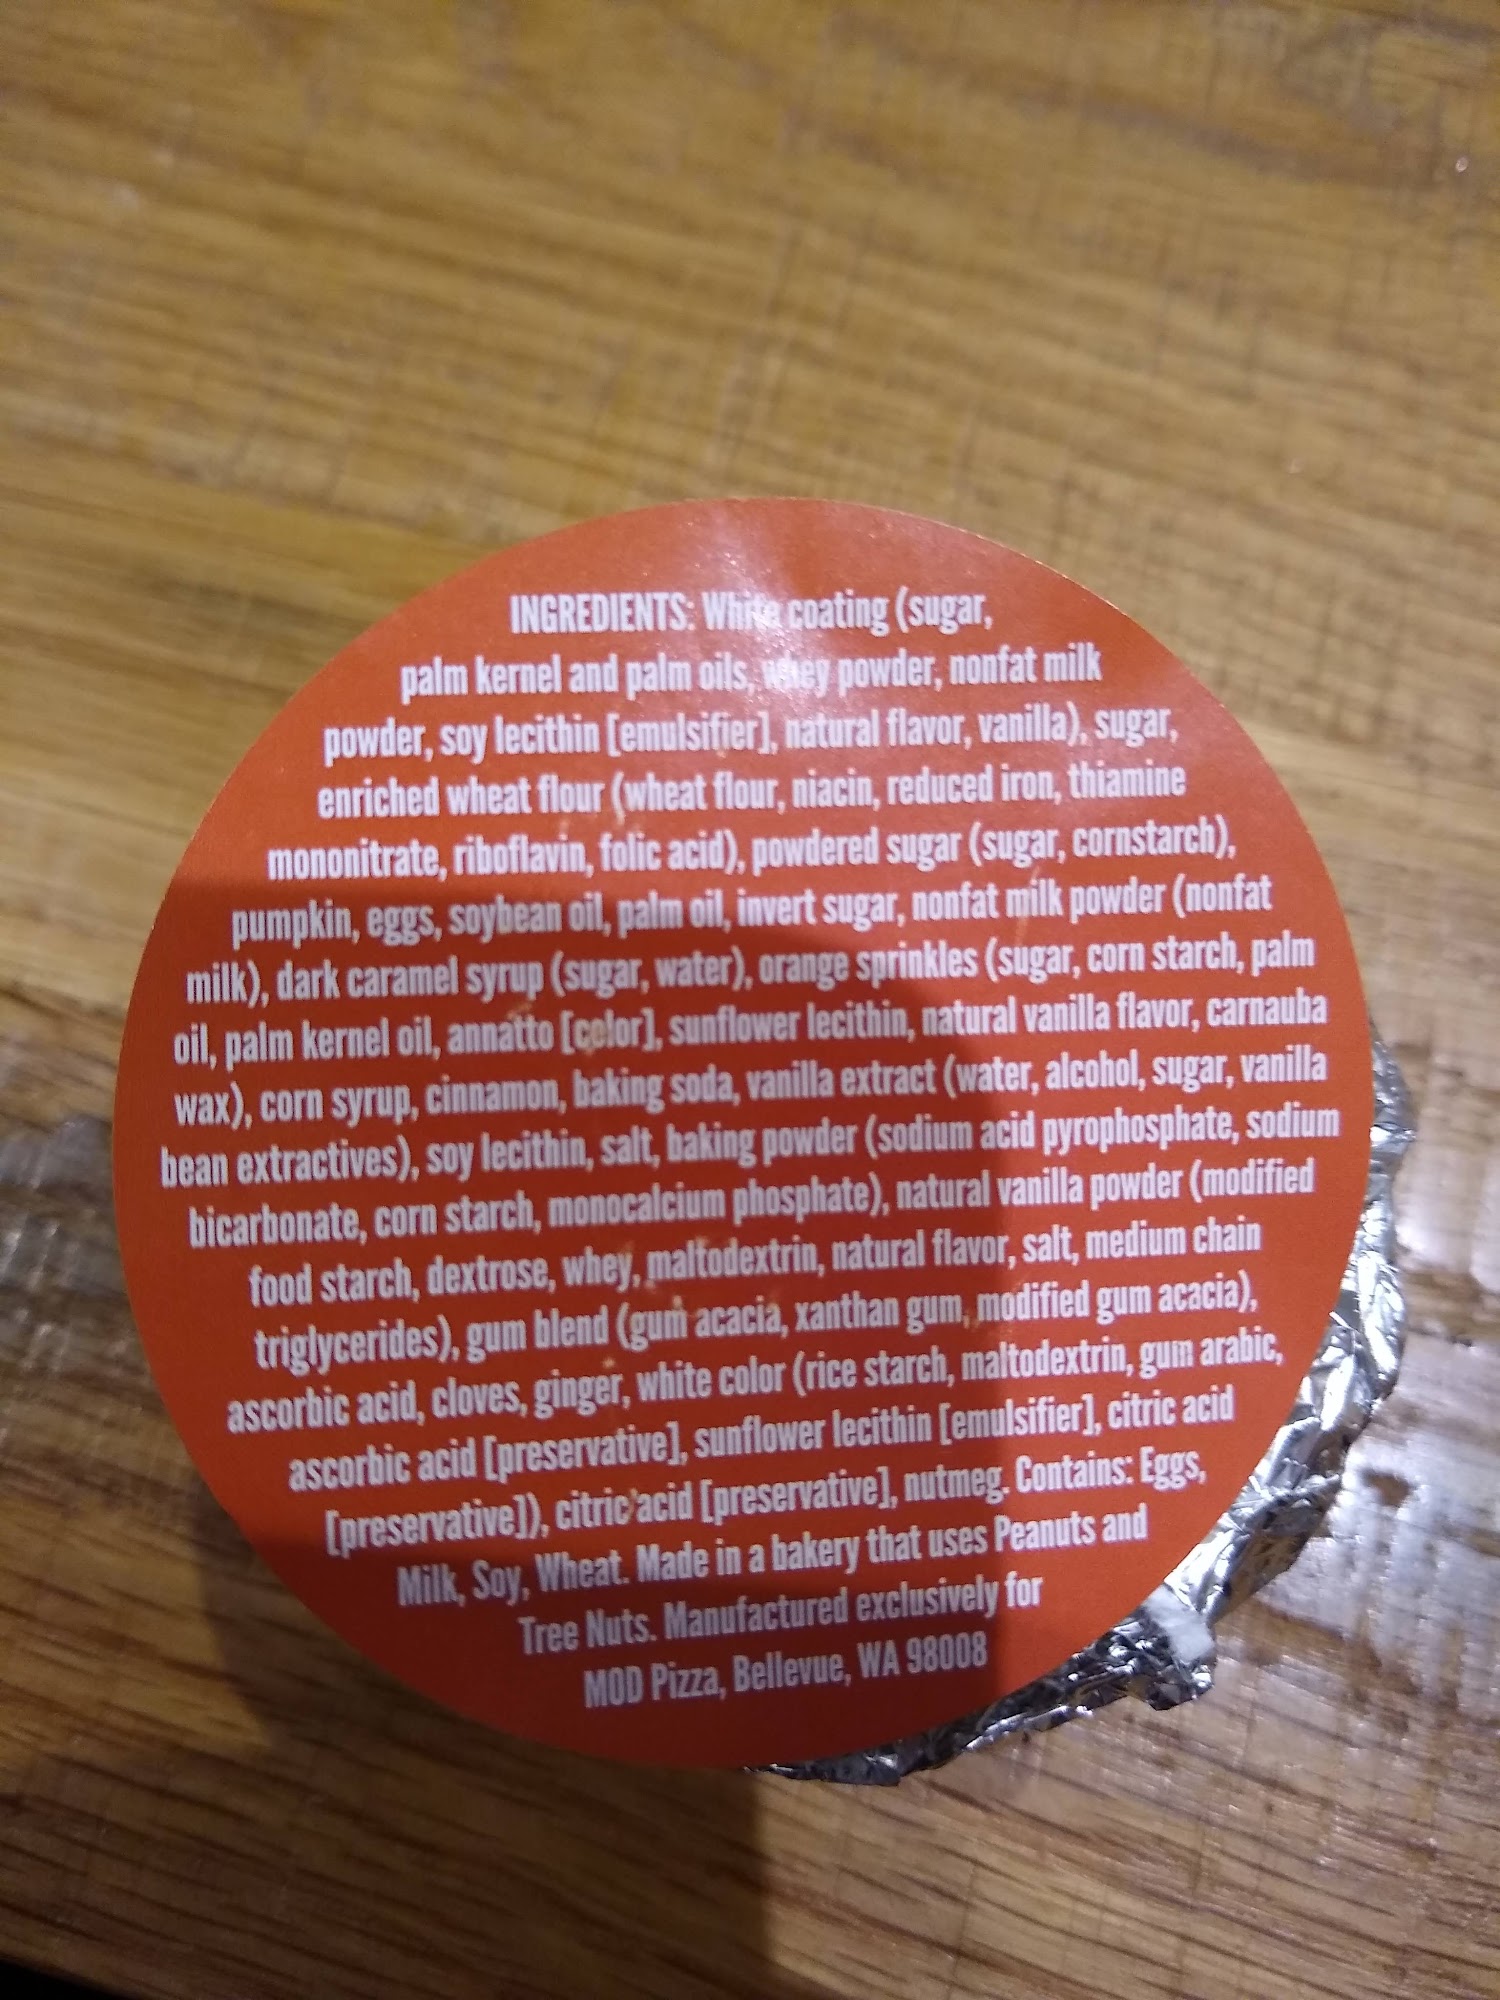 INGREDIENTS: White coating (sugar,
palm kernel and palm oils, whey powder, nonfat milk
powder, soy lecithin [emulsifier], natural flavor, vanilla), sugar,
enriched wheat flour (wheat flour, niacin, reduced iron, thiamine
mononitrate, riboflavin, folic acid), powdered sugar (sugar, cornstarch),
pumpkin, eggs, soybean oil, palm oil, invert sugar, nonfat milk powder (nonfat
milk), dark caramel syrup (sugar, water), orange sprinkles (sugar, corn starch, palm
oil, palm kernel oil, annatto [color], sunflower lecithin, natural vanilla flavor, carnauba
wax), corn syrup, cinnamon, baking soda, vanilla extract (water, alcohol, sugar, vanilla
bean extractives), soy lecithin, salt, baking powder (sodium acid pyrophosphate, sodium
bicarbonate, corn starch, monocalcium phosphate), natural vanilla powder (modified
food starch, dextrose, whey, maltodextrin, natural flavor, salt, medium chain
triglycerides), gum blend (gum acacia, xanthan gum, modified gum acacia),
ascorbic acid, cloves, ginger, white color (rice starch, maltodextrin, gum arabic,
ascorbic acid [preservative], sunflower lecithin [emulsifier], citric acid
[preservative]), citric acid [preservative], nutmeg. Contains: Eggs,
Milk, Soy, Wheat. Made in a bakery that uses Peanuts and
Tree Nuts. Manufactured exclusively for
MOD Pizza, Bellevue, WA 98008